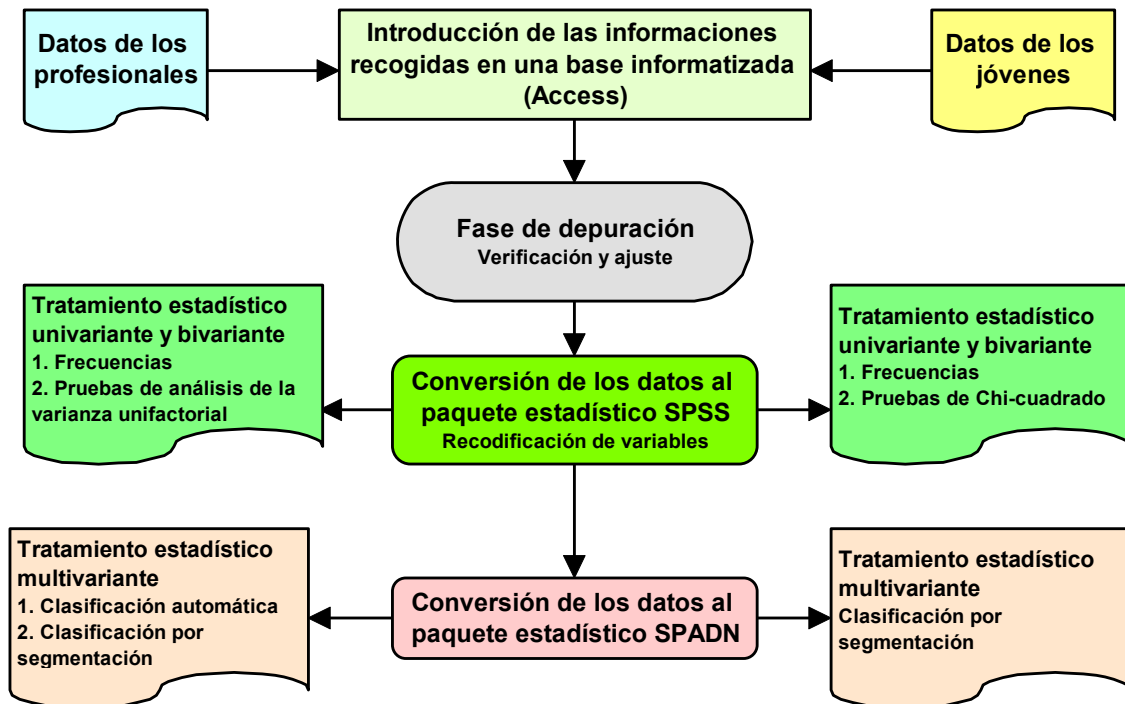 Datos de los
profesionales
Introducción de las informaciones
recogidas en una base informatizada
(Access)
Datos de los
jóvenes
Fase de depuración
Verificación y ajuste
Tratamiento estadístico
univariante y bivariante
1. Frecuencias
2. Pruebas de análisis de la
varianza unifactorial
Conversión de los datos al
paquete estadístico SPSS
Recodificación de variables
Tratamiento estadístico
univariante y bivariante
1. Frecuencias
2. Pruebas de Chi-cuadrado
Tratamiento estadístico
multivariante
1. Clasificación automática
2. Clasificación por
segmentación
Conversión de los datos al
paquete estadístico SPADN
Tratamiento estadístico
multivariante
Clasificación por
segmentación